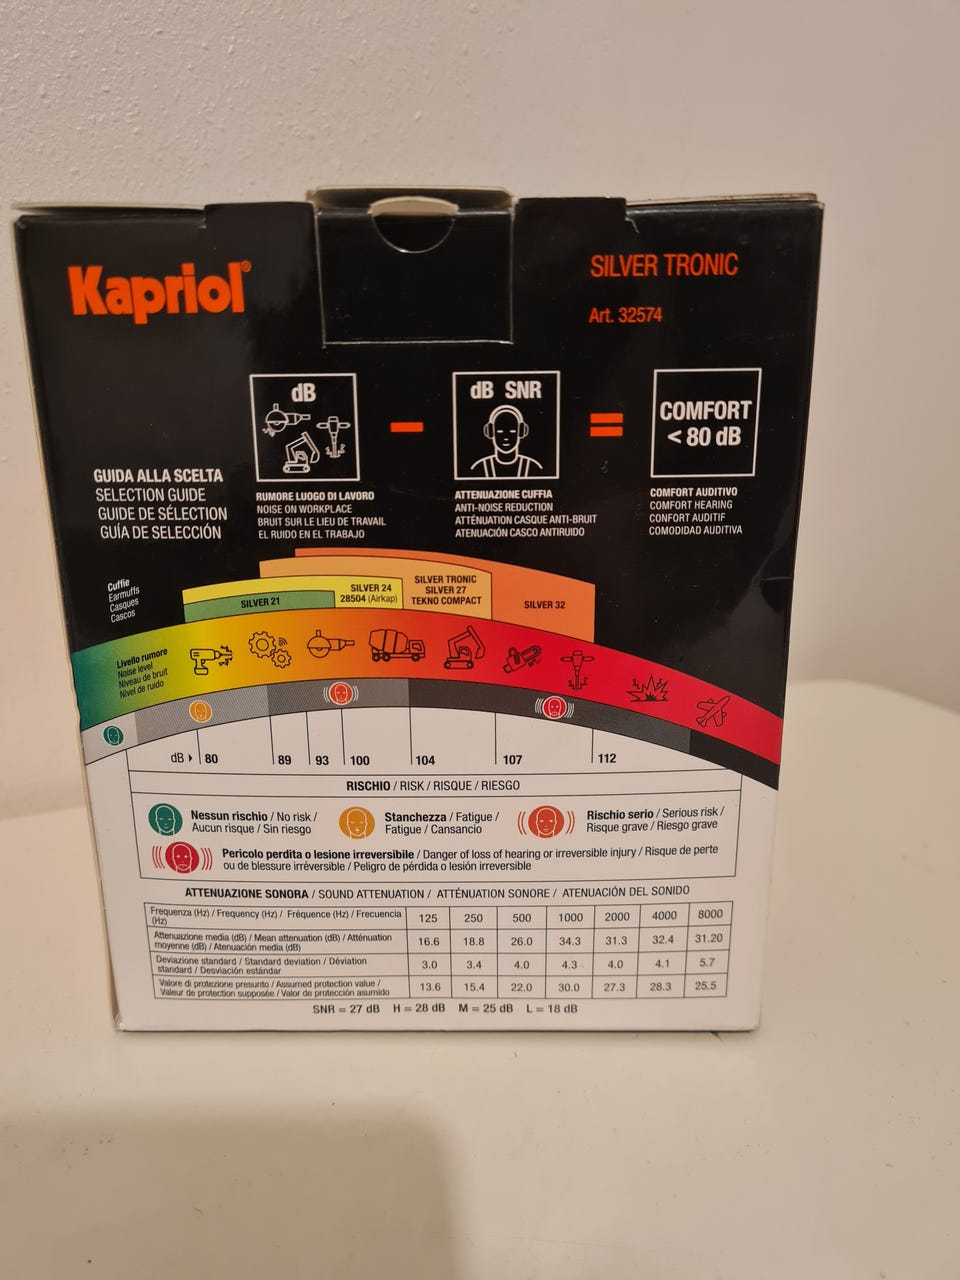 Kapriol®
SILVER TRONIC
Art. 32574
dB
dB SNR
COMFORT
< 80 dB
GUIDA ALLA SCELTA
SELECTION GUIDE
GUIDE DE SÉLECTION
GUÍA DE SELECCIÓN
RUMORE LUOGO DI LAVORO
NOISE ON WORKPLACE
BRUIT SUR LE LIEU DE TRAVAIL
EL RUIDO EN EL TRABAJO
ATTENUAZIONE CUFFIA
ANTI-NOISE REDUCTION
ATTÉNUATION CASQUE ANTI-BRUIT
ATENUACIÓN CASCO ANTIRUIDO
COMFORT AUDITIVO
COMFORT HEARING
CONFORT AUDITIF
COMODIDAD AUDITIVA
Cuffie
Earmuffs
Casques
Cascos
SILVER 21
SILVER 24
28504 (Airkap)
SILVER TRONIC
SILVER 27
TEKNO COMPACT
SILVER 32
Livello rumore
Noise level
Niveau de bruit
Nivel de ruido
dB 80 89 93 100 104 107 112
RISCHIO / RISK / RISQUE / RIESGO
Nessun rischio / No risk /
Aucun risque / Sin riesgo
Stanchezza / Fatigue /
Fatigue / Cansancio
Rischio serio / Serious risk /
Risque grave / Riesgo grave
Pericolo perdita o lesione irreversibile / Danger of loss of hearing or irreversible injury / Risque de perte
ou de blessure irréversible / Peligro de pérdida o lesión irreversible
ATTENUAZIONE SONORA / SOUND ATTENUATION / ATTÉNUATION SONORE / ATENUACIÓN DEL SONIDO
Frequenza (Hz) / Frequency (Hz) / Fréquence (Hz) / Frecuencia
(Hz)
125 250 500 1000 2000 4000 8000
Attenuazione media (dB) / Mean attenuation (dB) / Atténuation
moyenne (dB) / Atenuación media (dB)
16.6 18.8 26.0 34.3 31.3 32.4 31.20
Deviazione standard / Standard deviation / Déviation
standard / Desviación estándar
3.0 3.4 4.0 4.3 4.0 4.1 5.7
Valore di protezione presunto / Assumed protection value /
Valeur de protection supposée / Valor de protección asumido
13.6 15.4 22.0 30.0 27.3 28.3 25.5
SNR = 27 dB H = 28 dB M = 25 dB L = 18 dB